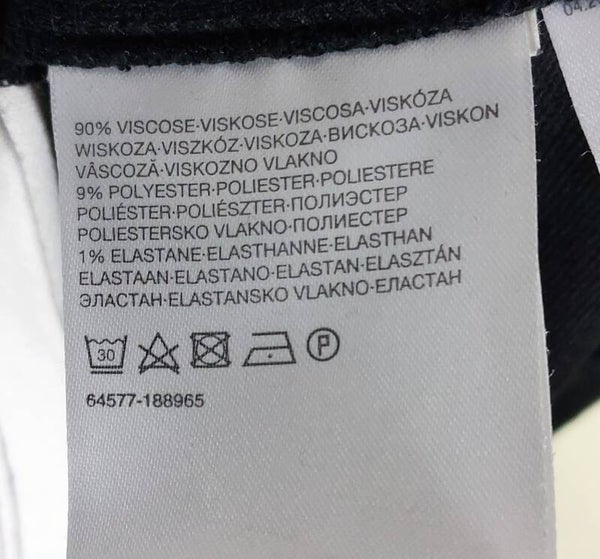 04.2
90% VISCOSE·VISKOSE·VISCOSA·VISKÓZA
WISKOZA·VISZKÓZ·VISKOZA·ВИСКОЗА·VISKON
VÂSCOZĂ·VISKOZNO VLAKNO
9% POLYESTER·POLIESTER·POLIESTERE
POLIÉSTER·POLIÉSZTER·ПОЛИЭСТЕР
POLIESTERSKO VLAKNO·ПОЛИЕСТЕР
1% ELASTANE·ELASTHANNE·ELASTHAN
ELASTAAN·ELASTANO·ELASTAN·ELASZTÁN
ЭЛАСТАН·ELASTANSKO VLAKNO·ЕЛАСТАН
30 P
64577-188965